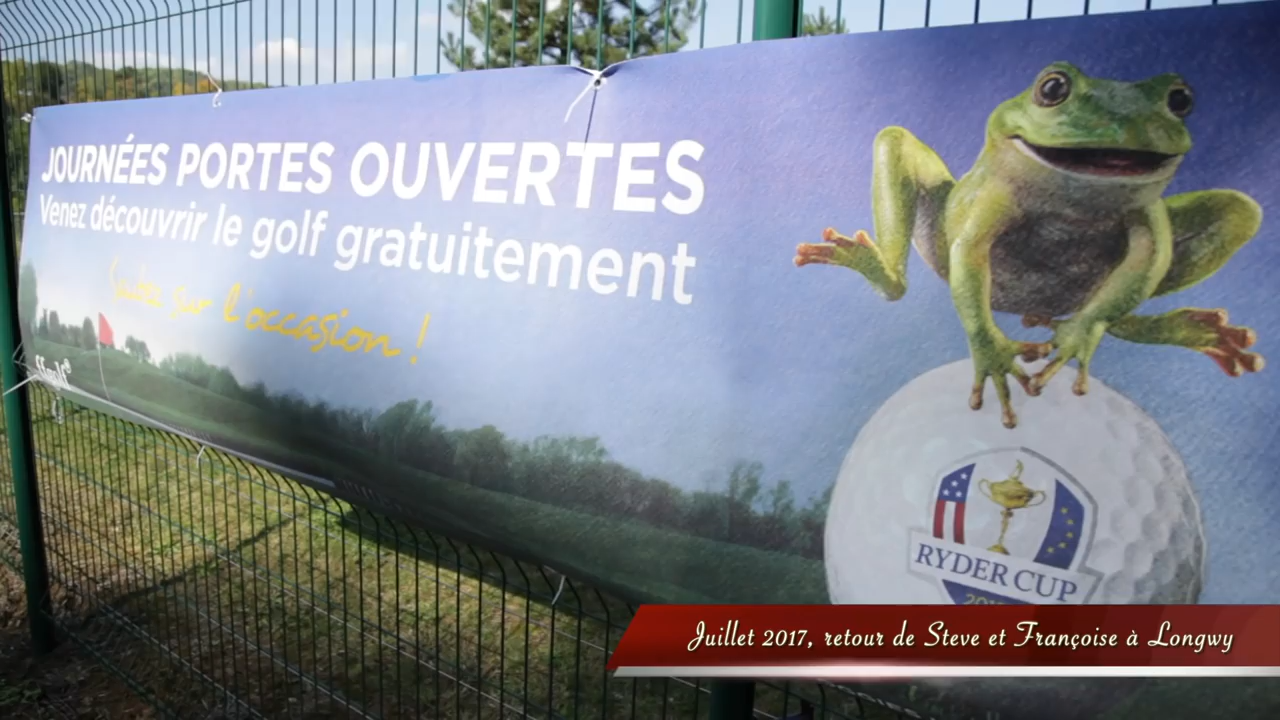 JOURNÉES PORTES OUVERTES
Venez découvrir le golf gratuitement
Sautez sur l'occasion !
RYDER CUP
Juillet 2017, retour de Steve et Françoise à Longwy